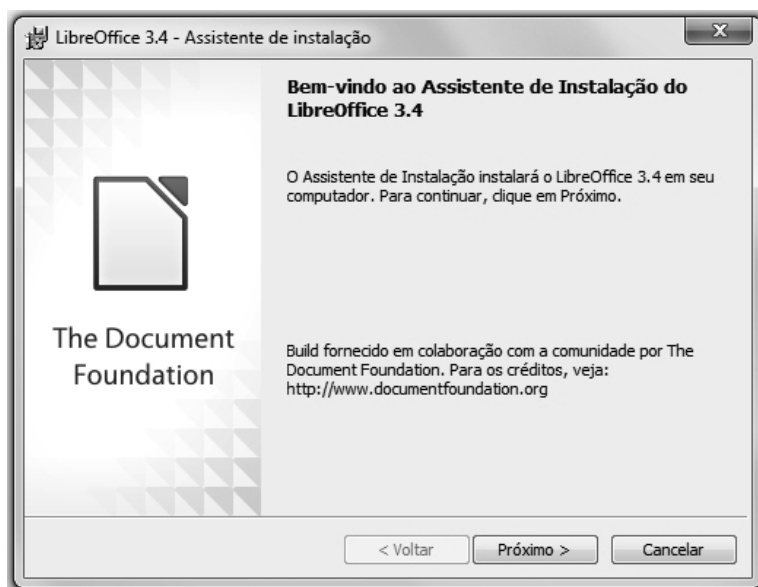 LibreOffice 3.4 - Assistente de instalação
X
Bem-vindo ao Assistente de Instalação do
LibreOffice 3.4
O Assistente de Instalação instalará o LibreOffice 3.4 em seu
computador. Para continuar, clique em Próximo.
The Document
Foundation
Build fornecido em colaboração com a comunidade por The
Document Foundation. Para os créditos, veja:
http://www.documentfoundation.org
< Voltar
Próximo >
Cancelar